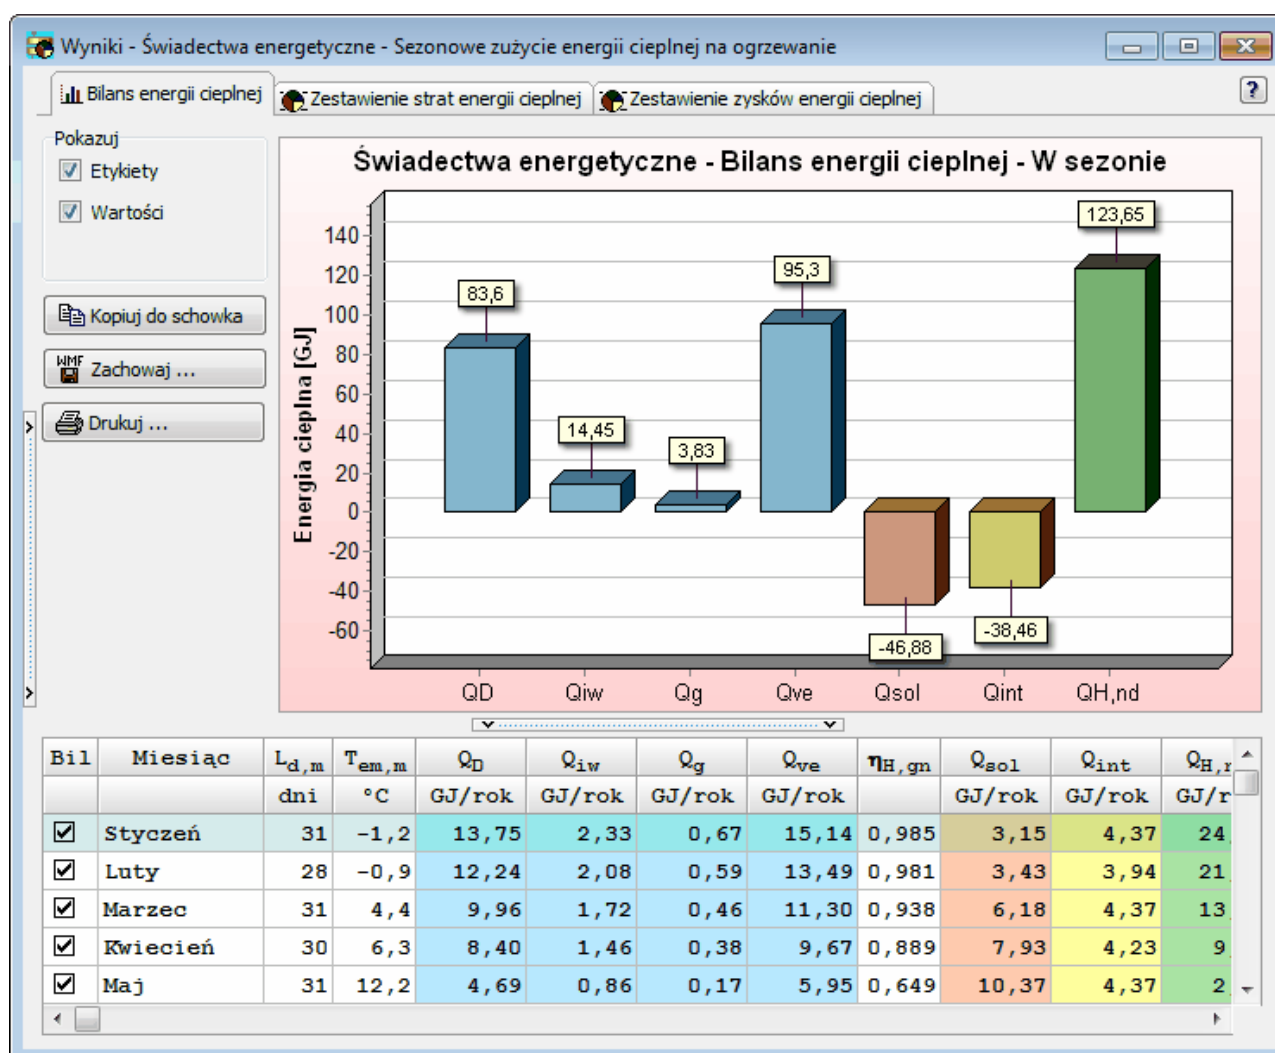 Wyniki - Świadectwa energetyczne - Sezonowe zużycie energii cieplnej na ogrzewanie
Bilans energii cieplnej Zestawienie strat energii cieplnej Zestawienie zysków energii cieplnej ?
Pokazuj
Etykiety
Wartości
Kopiuj do schowka
WMF Zachowaj ...
Drukuj ...
Świadectwa energetyczne - Bilans energii cieplnej - W sezonie
Energia cieplna [GJ]
140
120
100
80
60
40
20
0
-20
-40
-60
83,6
14,45
3,83
95,3
-46,88
-38,46
123,65
QD Qiw Qg Qve Qsol Qint QH,nd
Bil Miesiąc Ld,m Tem,m QD Qiw Qg Qve ηH,gn Qsol Qint QH,
dni °C GJ/rok GJ/rok GJ/rok GJ/rok GJ/rok GJ/rok GJ/r
Styczeń 31 -1,2 13,75 2,33 0,67 15,14 0,985 3,15 4,37 24,
Luty 28 -0,9 12,24 2,08 0,59 13,49 0,981 3,43 3,94 21,
Marzec 31 4,4 9,96 1,72 0,46 11,30 0,938 6,18 4,37 13,
Kwiecień 30 6,3 8,40 1,46 0,38 9,67 0,889 7,93 4,23 9,
Maj 31 12,2 4,69 0,86 0,17 5,95 0,649 10,37 4,37 2,